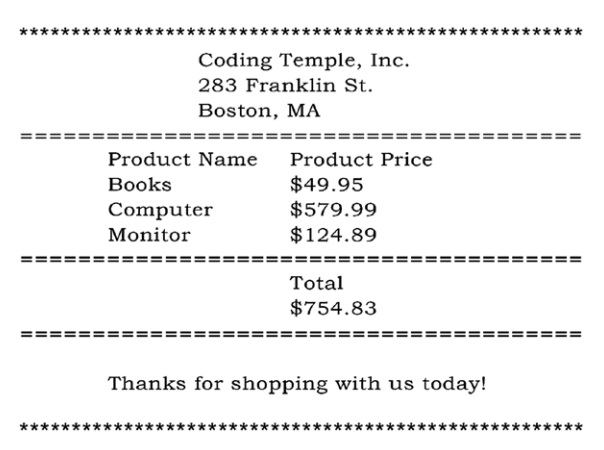 ******************************************************
Coding Temple, Inc.
283 Franklin St.
Boston, MA
========================================
Product Name Product Price
Books $49.95
Computer $579.99
Monitor $124.89
========================================
Total
$754.83
========================================
Thanks for shopping with us today!
******************************************************